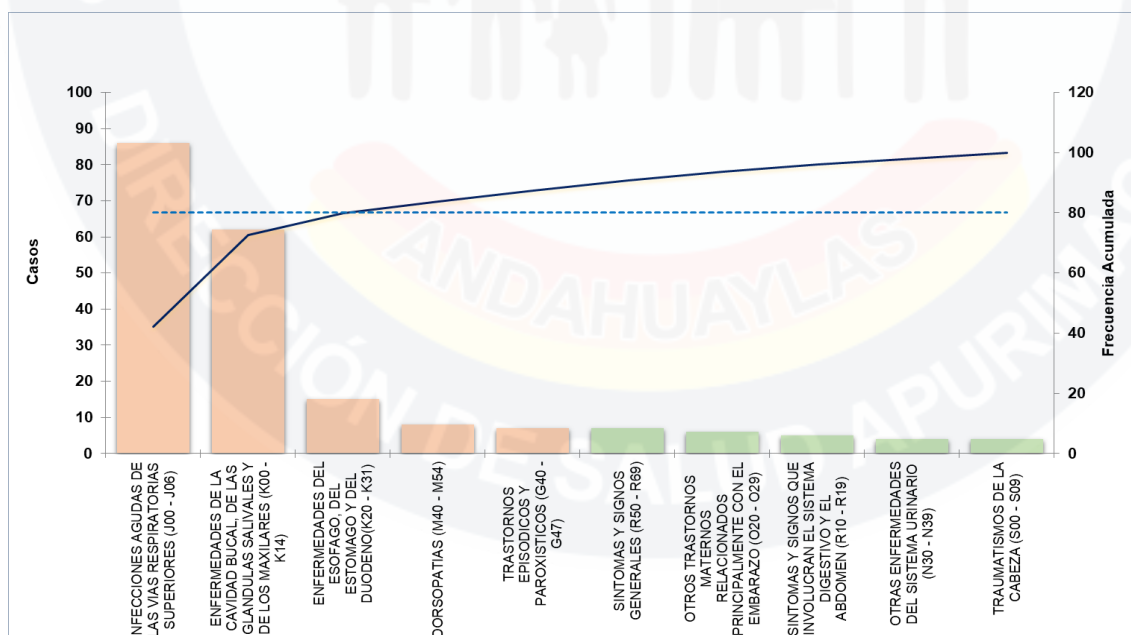 100
90
80
70
60
50
40
30
20
10
0
Casos
120
100
80
60
40
20
0
Frecuencia Acumulada
NFECCIONES AGUDAS DE
LAS VIAS RESPIRATORIAS
SUPERIORES (J00 - J06)
ENFERMEDADES DE LA
CAVIDAD BUCAL, DE LAS
GLANDULAS SALIVALES Y
DE LOS MAXILARES (K00 -
K14)
ENFERMEDADES DEL
ESOFAGO, DEL
ESTOMAGO Y DEL
DUODENO(K20 - K31)
DORSOPATIAS (M40 - M54)
TRASTORNOS
EPISODICOS Y
PAROXISTICOS (G40 -
G47)
SINTOMAS Y SIGNOS
GENERALES (R50 - R69)
OTROS TRASTORNOS
MATERNOS
RELACIONADOS
PRINCIPALMENTE CON EL
EMBARAZO (O20 - O29)
SINTOMAS Y SIGNOS QUE
INVOLUCRAN EL SISTEMA
DIGESTIVO Y EL
ABDOMEN (R10 - R19)
OTRAS ENFERMEDADES
DEL SISTEMA URINARIO
(N30 - N39)
TRAUMATISMOS DE LA
CABEZA (S00 - S09)
ANDAHUAYLAS
DIRECCIÓN DE SALUD APURIMAC